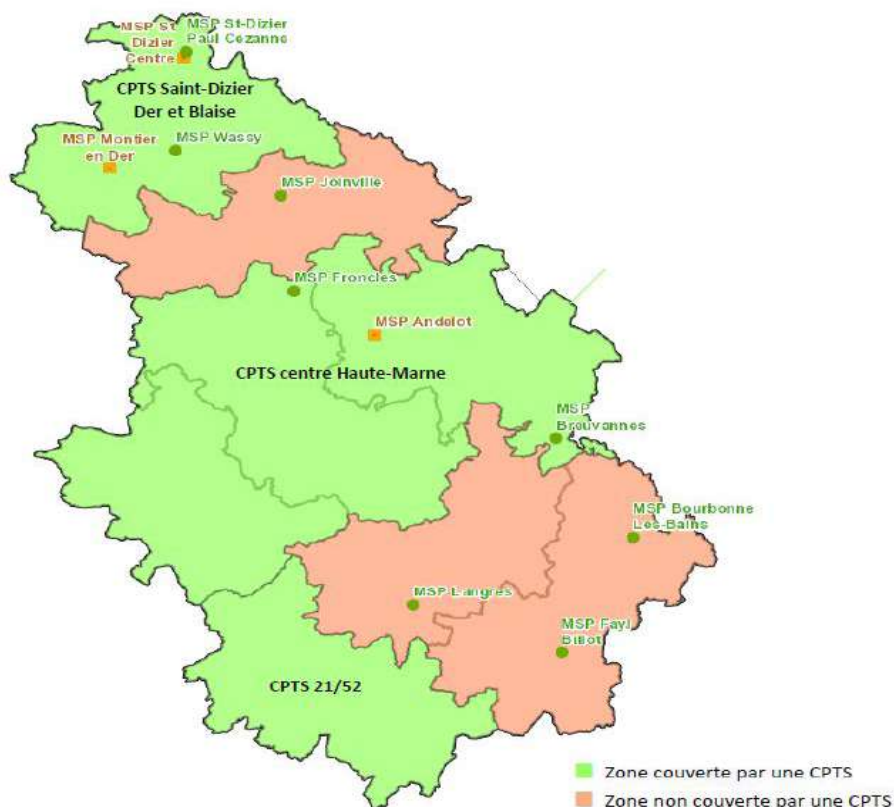 MSP St
Dizier
Centre
MSP St-Dizier
Paul Cezanne
CPTS Saint-Dizier
Der et Blaise
MSP Montier
en Der
MSP Wassy
MSP Joinville
MSP Froncles
MSP Andelot
CPTS centre Haute-Marne
MSP
Breuvannes
MSP Bourbonne
Les-Bains
MSP Langres
MSP Fayl
Billot
CPTS 21/52
Zone couverte par une CPTS
Zone non couverte par une CPTS